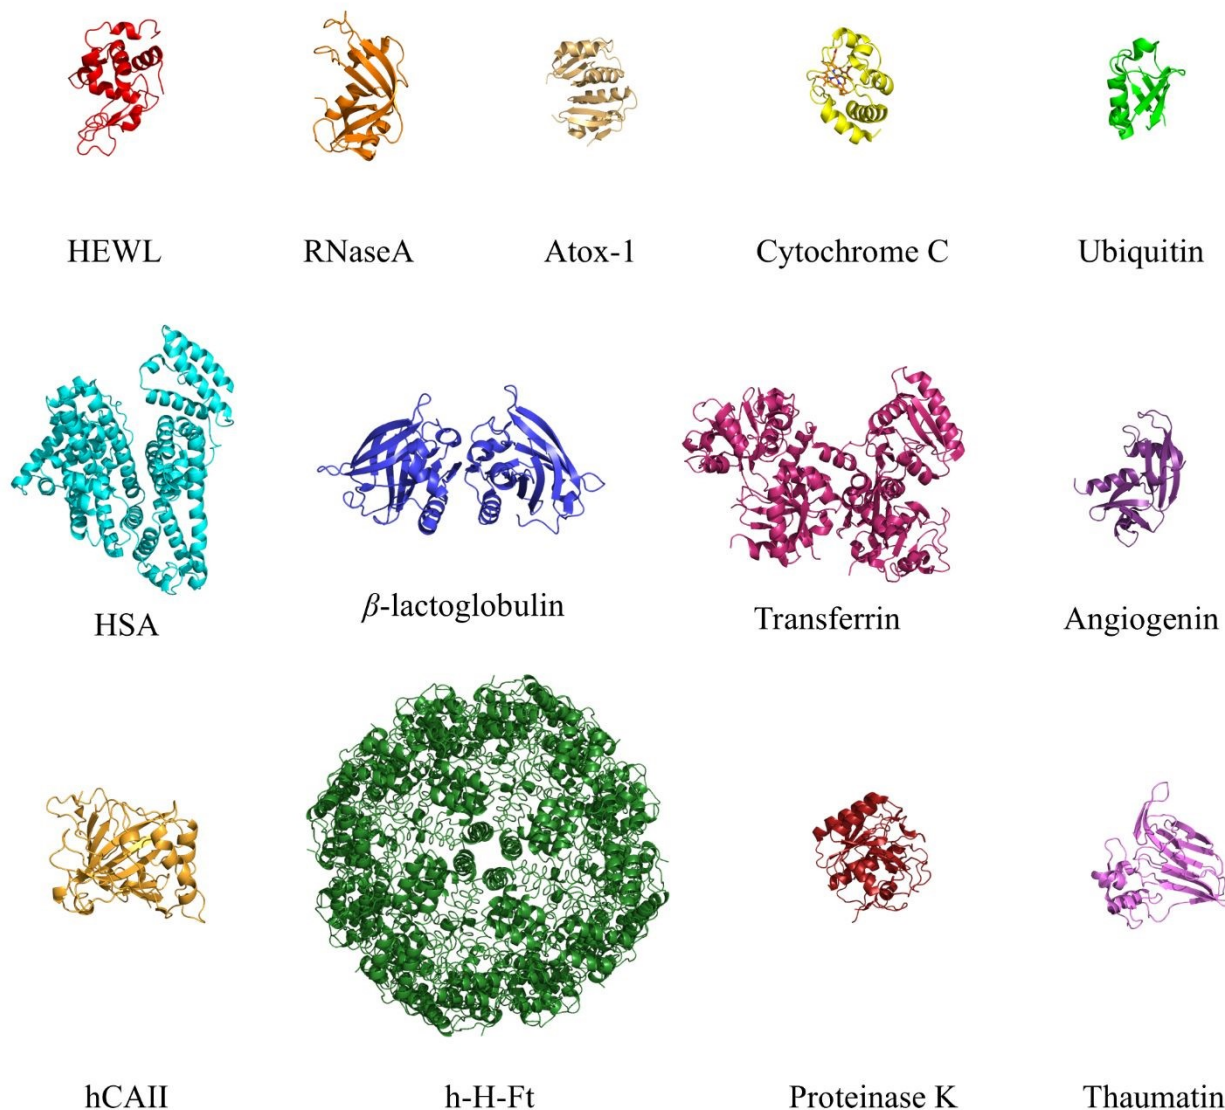 HEWL
RNaseA
Atox-1
Cytochrome C
Ubiquitin
HSA
β-lactoglobulin
Transferrin
Angiogenin
hCAII
h-H-Ft
Proteinase K
Thaumatin